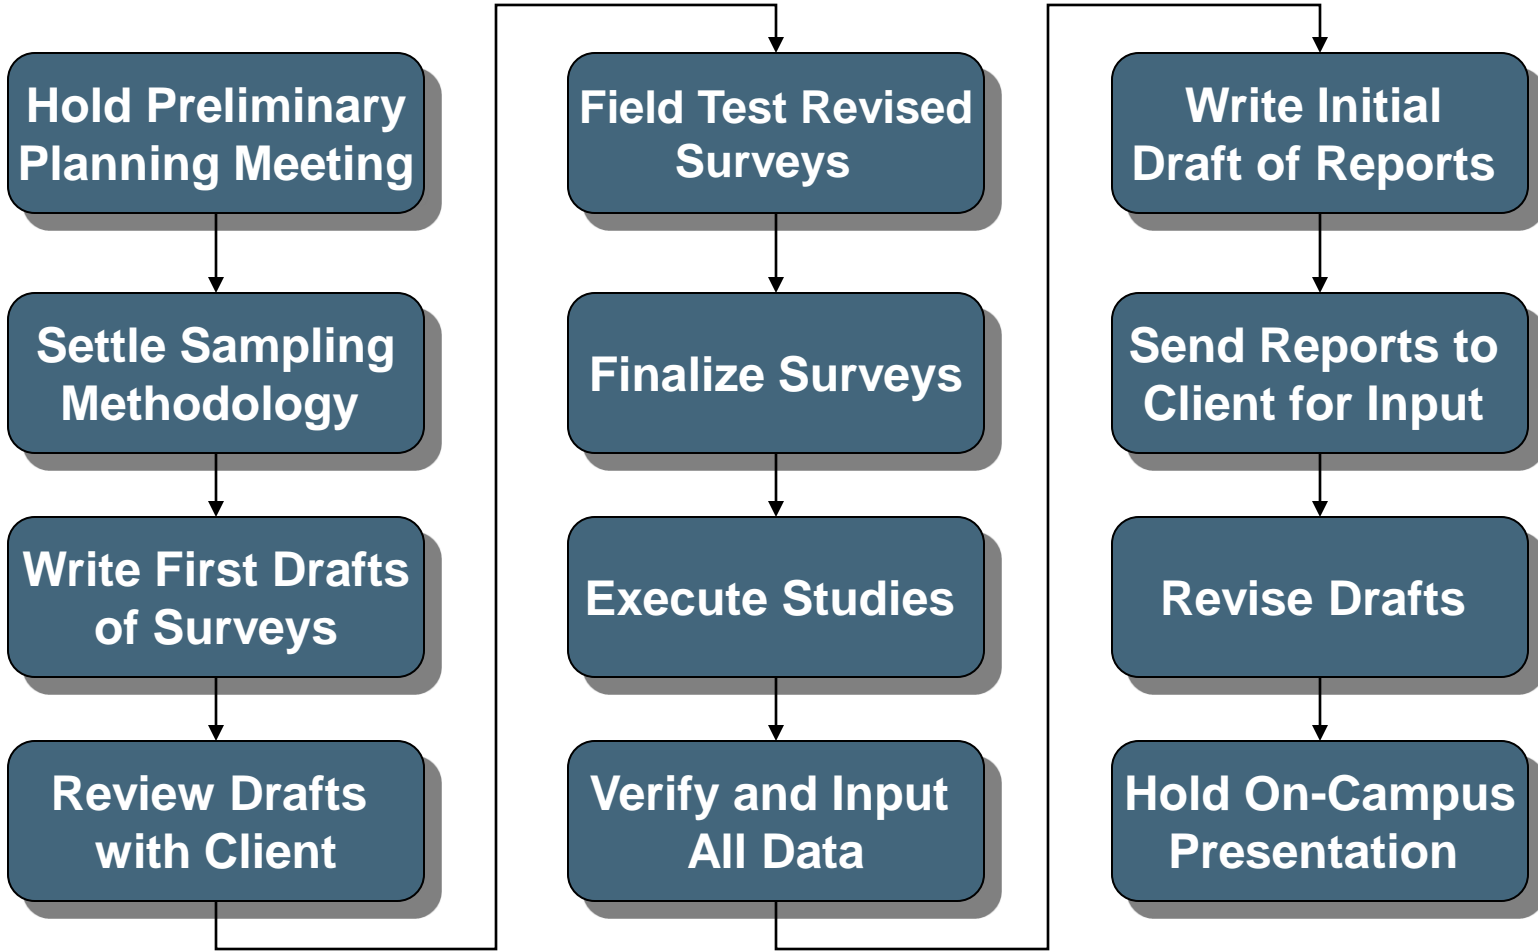 Hold Preliminary
Planning Meeting
Settle Sampling
Methodology
Write First Drafts
of Surveys
Review Drafts
with Client
Field Test Revised
Surveys
Finalize Surveys
Execute Studies
Verify and Input
All Data
Write Initial
Draft of Reports
Send Reports to
Client for Input
Revise Drafts
Hold On-Campus
Presentation